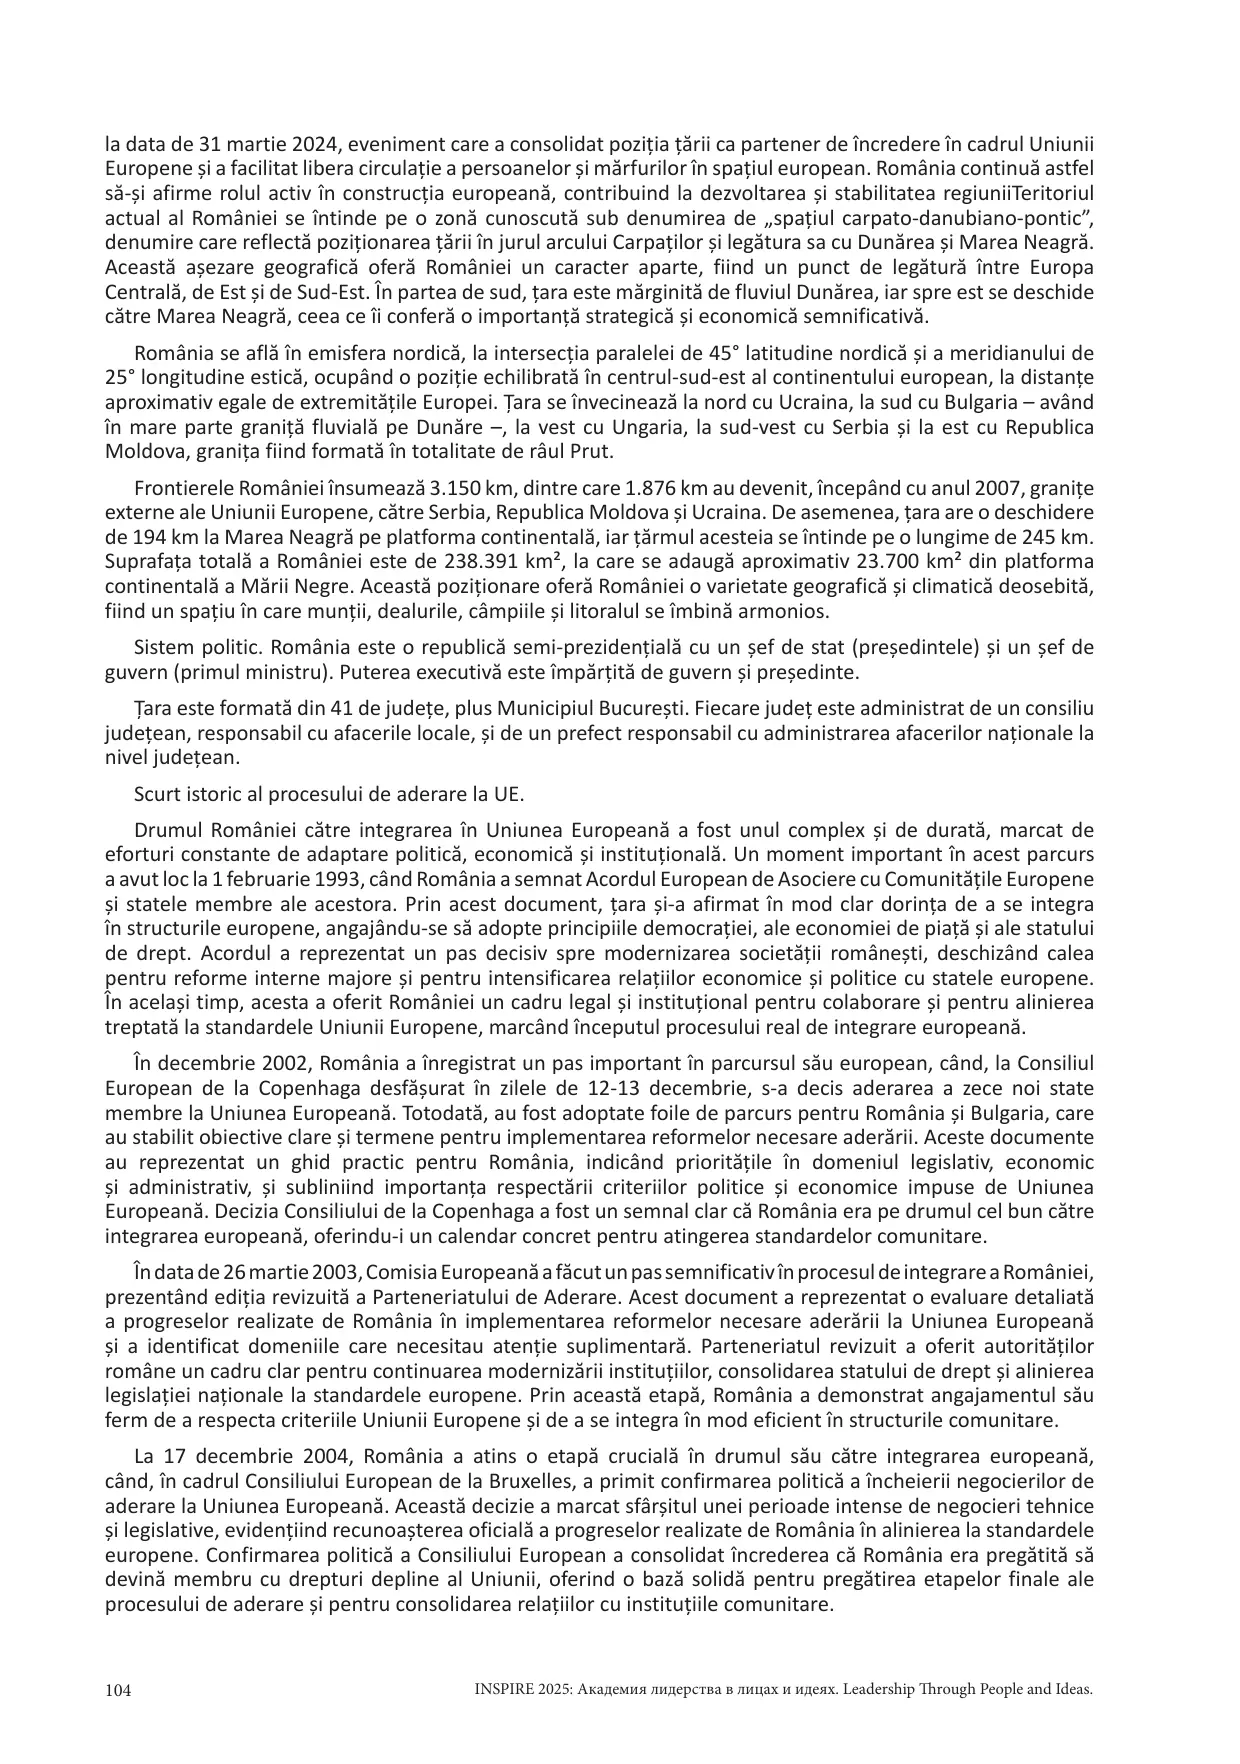 la data de 31 martie 2024, eveniment care a consolidat poziția țării ca partener de încredere în cadrul Uniunii
Europene și a facilitat libera circulație a persoanelor și mărfurilor în spațiul european. România continuă astfel
să-și afirme rolul activ în construcția europeană, contribuind la dezvoltarea și stabilitatea regiuniiTeritoriul
actual al României se întinde pe o zonă cunoscută sub denumirea de „spațiul carpato-danubiano-pontic”,
denumire care reflectă poziționarea țării în jurul arcului Carpaților și legătura sa cu Dunărea și Marea Neagră.
Această așezare geografică oferă României un caracter aparte, fiind un punct de legătură între Europa
Centrală, de Est și de Sud-Est. În partea de sud, țara este mărginită de fluviul Dunărea, iar spre est se deschide
către Marea Neagră, ceea ce îi conferă o importanță strategică și economică semnificativă.
România se află în emisfera nordică, la intersecția paralelei de 45° latitudine nordică și a meridianului de
25° longitudine estică, ocupând o poziție echilibrată în centrul-sud-est al continentului european, la distanțe
aproximativ egale de extremitățile Europei. Țara se învecinează la nord cu Ucraina, la sud cu Bulgaria – având
în mare parte graniță fluvială pe Dunăre –, la vest cu Ungaria, la sud-vest cu Serbia și la est cu Republica
Moldova, granița fiind formată în totalitate de râul Prut.
Frontierele României însumează 3.150 km, dintre care 1.876 km au devenit, începând cu anul 2007, granițe
externe ale Uniunii Europene, către Serbia, Republica Moldova și Ucraina. De asemenea, țara are o deschidere
de 194 km la Marea Neagră pe platforma continentală, iar țărmul acesteia se întinde pe o lungime de 245 km.
Suprafața totală a României este de 238.391 km², la care se adaugă aproximativ 23.700 km² din platforma
continentală a Mării Negre. Această poziționare oferă României o varietate geografică și climatică deosebită,
fiind un spațiu în care munții, dealurile, câmpiile și litoralul se îmbină armonios.
Sistem politic. România este o republică semi-prezidențială cu un șef de stat (președintele) și un șef de
guvern (primul ministru). Puterea executivă este împărțită de guvern și președinte.
Țara este formată din 41 de județe, plus Municipiul București. Fiecare județ este administrat de un consiliu
județean, responsabil cu afacerile locale, și de un prefect responsabil cu administrarea afacerilor naționale la
nivel județean.
Scurt istoric al procesului de aderare la UE.
Drumul României către integrarea în Uniunea Europeană a fost unul complex și de durată, marcat de
eforturi constante de adaptare politică, economică și instituțională. Un moment important în acest parcurs
a avut loc la 1 februarie 1993, când România a semnat Acordul European de Asociere cu Comunitățile Europene
și statele membre ale acestora. Prin acest document, țara și-a afirmat în mod clar dorința de a se integra
în structurile europene, angajându-se să adopte principiile democrației, ale economiei de piață și ale statului
de drept. Acordul a reprezentat un pas decisiv spre modernizarea societății românești, deschizând calea
pentru reforme interne majore și pentru intensificarea relațiilor economice și politice cu statele europene.
În același timp, acesta a oferit României un cadru legal și instituțional pentru colaborare și pentru alinierea
treptată la standardele Uniunii Europene, marcând începutul procesului real de integrare europeană.
În decembrie 2002, România a înregistrat un pas important în parcursul său european, când, la Consiliul
European de la Copenhaga desfășurat în zilele de 12-13 decembrie, s-a decis aderarea a zece noi state
membre la Uniunea Europeană. Totodată, au fost adoptate foile de parcurs pentru România și Bulgaria, care
au stabilit obiective clare și termene pentru implementarea reformelor necesare aderării. Aceste documente
au reprezentat un ghid practic pentru România, indicând prioritățile în domeniul legislativ, economic
și administrativ, și subliniind importanța respectării criteriilor politice și economice impuse de Uniunea
Europeană. Decizia Consiliului de la Copenhaga a fost un semnal clar că România era pe drumul cel bun către
integrarea europeană, oferindu-i un calendar concret pentru atingerea standardelor comunitare.
În data de 26 martie 2003, Comisia Europeană a făcut un pas semnificativ în procesul de integrare a României,
prezentând ediția revizuită a Parteneriatului de Aderare. Acest document a reprezentat o evaluare detaliată
a progreselor realizate de România în implementarea reformelor necesare aderării la Uniunea Europeană
și a identificat domeniile care necesitau atenție suplimentară. Parteneriatul revizuit a oferit autorităților
române un cadru clar pentru continuarea modernizării instituțiilor, consolidarea statului de drept și alinierea
legislației naționale la standardele europene. Prin această etapă, România a demonstrat angajamentul său
ferm de a respecta criteriile Uniunii Europene și de a se integra în mod eficient în structurile comunitare.
La 17 decembrie 2004, România a atins o etapă crucială în drumul său către integrarea europeană,
când, în cadrul Consiliului European de la Bruxelles, a primit confirmarea politică a încheierii negocierilor de
aderare la Uniunea Europeană. Această decizie a marcat sfârșitul unei perioade intense de negocieri tehnice
și legislative, evidențiind recunoașterea oficială a progreselor realizate de România în alinierea la standardele
europene. Confirmarea politică a Consiliului European a consolidat încrederea că România era pregătită să
devină membru cu drepturi depline al Uniunii, oferind o bază solidă pentru pregătirea etapelor finale ale
procesului de aderare și pentru consolidarea relațiilor cu instituțiile comunitare.
104
INSPIRE 2025: Академия лидерства в лицах и идеях. Leadership Through People and Ideas.